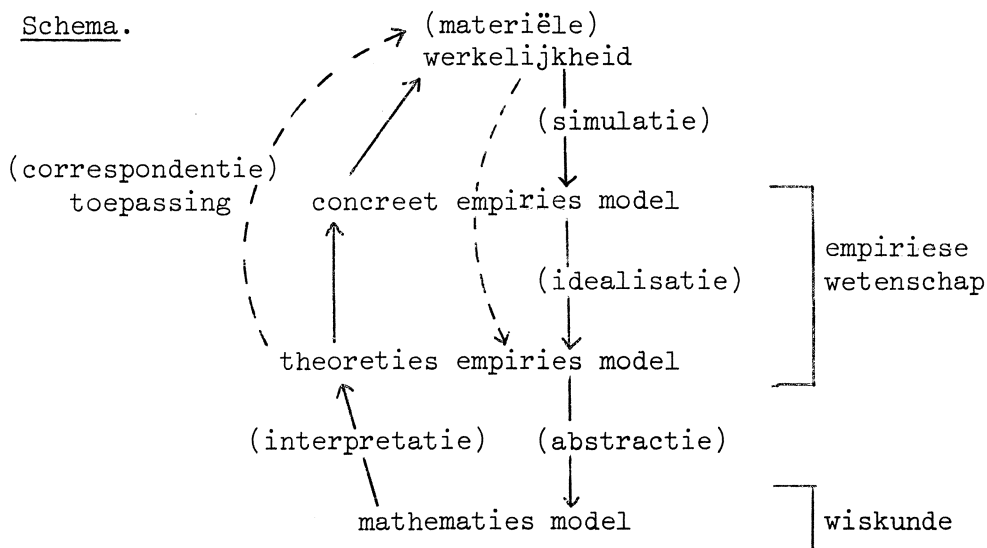 Schema.
(materiële)
werkelijkheid
(simulatie)
(correspondentie)
toepassing
concreet empiries model
empiriese
wetenschap
(idealisatie)
theoreties empiries model
(interpretatie)
(abstractie)
mathematies model
wiskunde